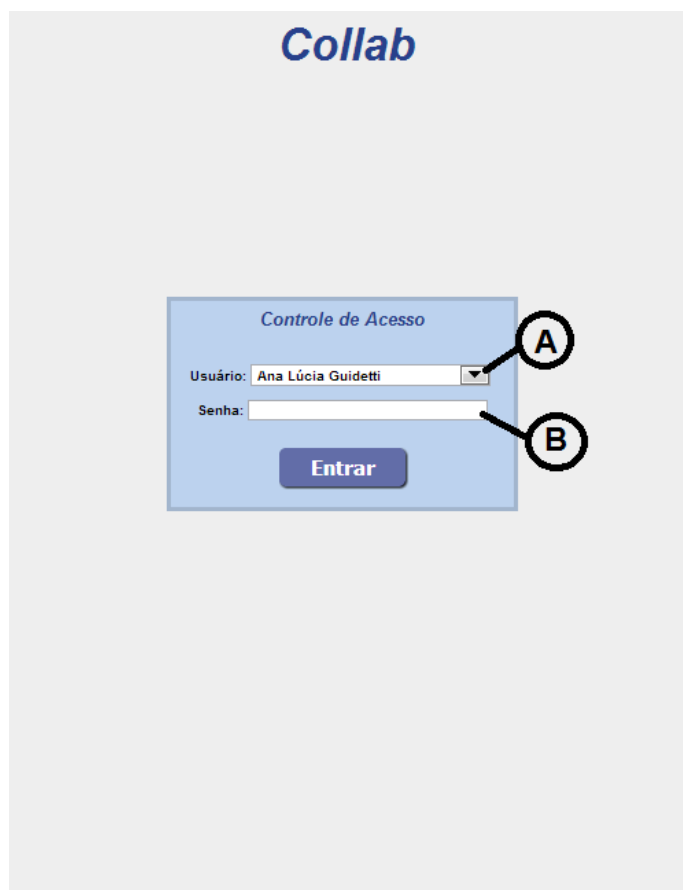 Collab
Controle de Acesso
A
Usuário: Ana Lúcia Guidetti
Senha:
B
Entrar